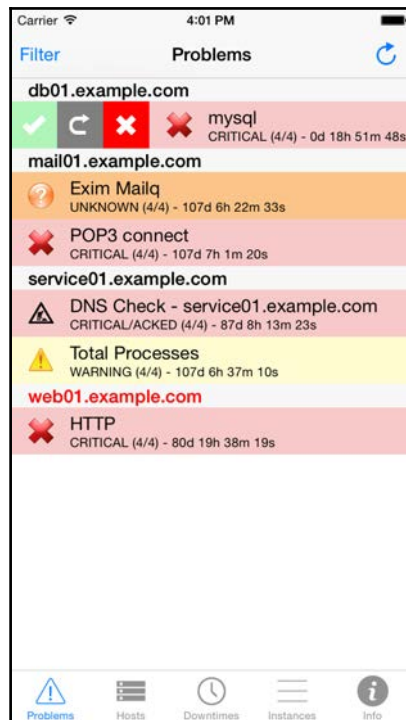 Carrier 4:01 PM
Filter Problems
db01.example.com
mysql
CRITICAL (4/4) - 0d 18h 51m 48s
mail01.example.com
Exim Mailq
UNKNOWN (4/4) - 107d 6h 22m 33s
POP3 connect
CRITICAL (4/4) - 107d 7h 1m 20s
service01.example.com
DNS Check - service01.example.com
CRITICAL/ACKED (4/4) - 87d 8h 13m 23s
Total Processes
WARNING (4/4) - 107d 6h 37m 10s
web01.example.com
HTTP
CRITICAL (4/4) - 80d 19h 38m 19s
Problems Hosts Downtimes Instances Info